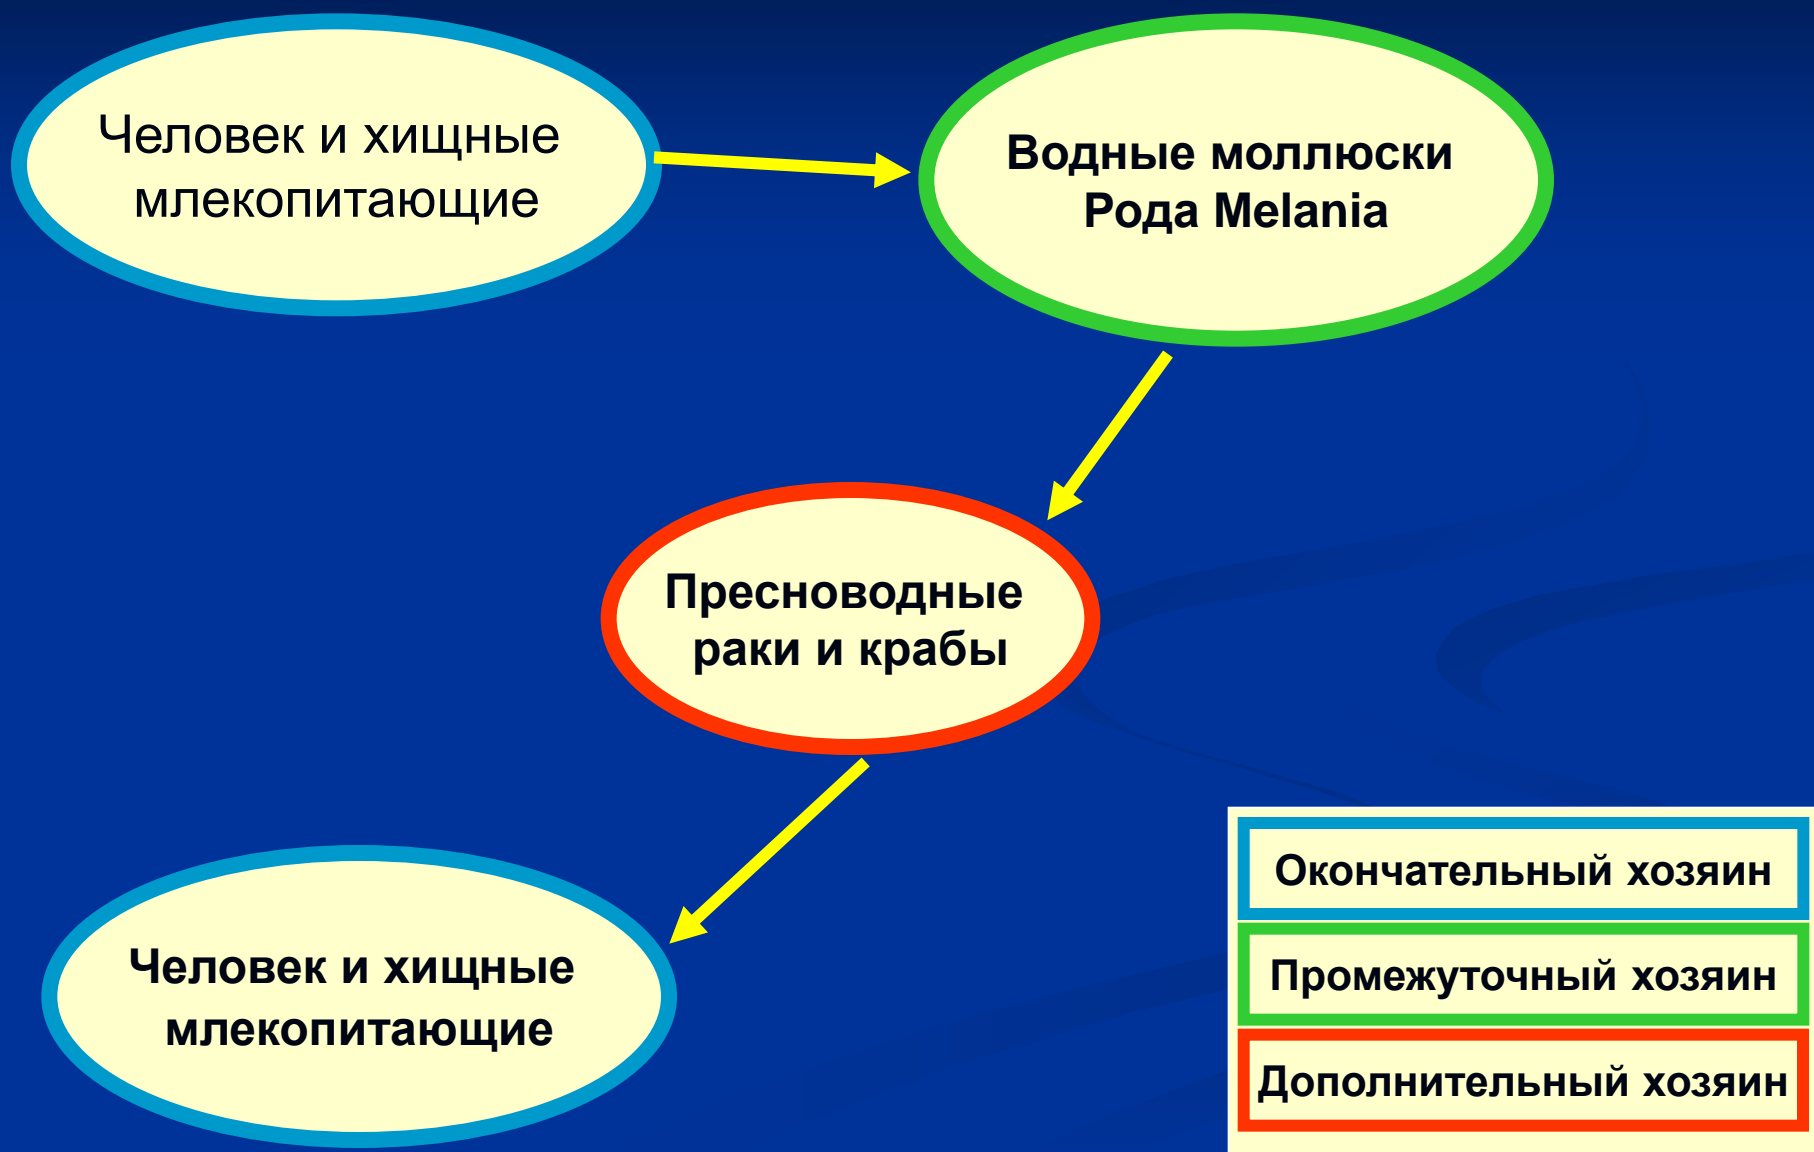 Человек и хищные
млекопитающие
Водные моллюски
Рода Melania
Пресноводные
раки и крабы
Человек и хищные
млекопитающие
Окончательный хозяин
Промежуточный хозяин
Дополнительный хозяин